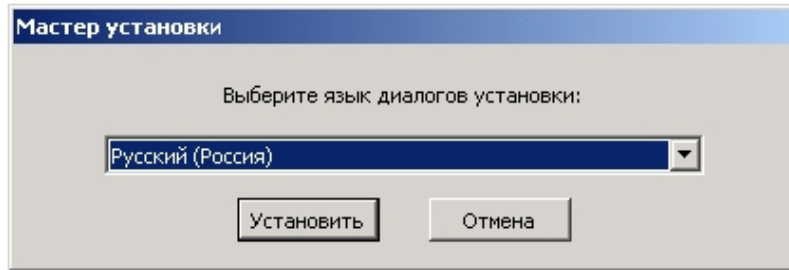 Мастер установки
Выберите язык диалогов установки:
Русский (Россия)
Установить
Отмена